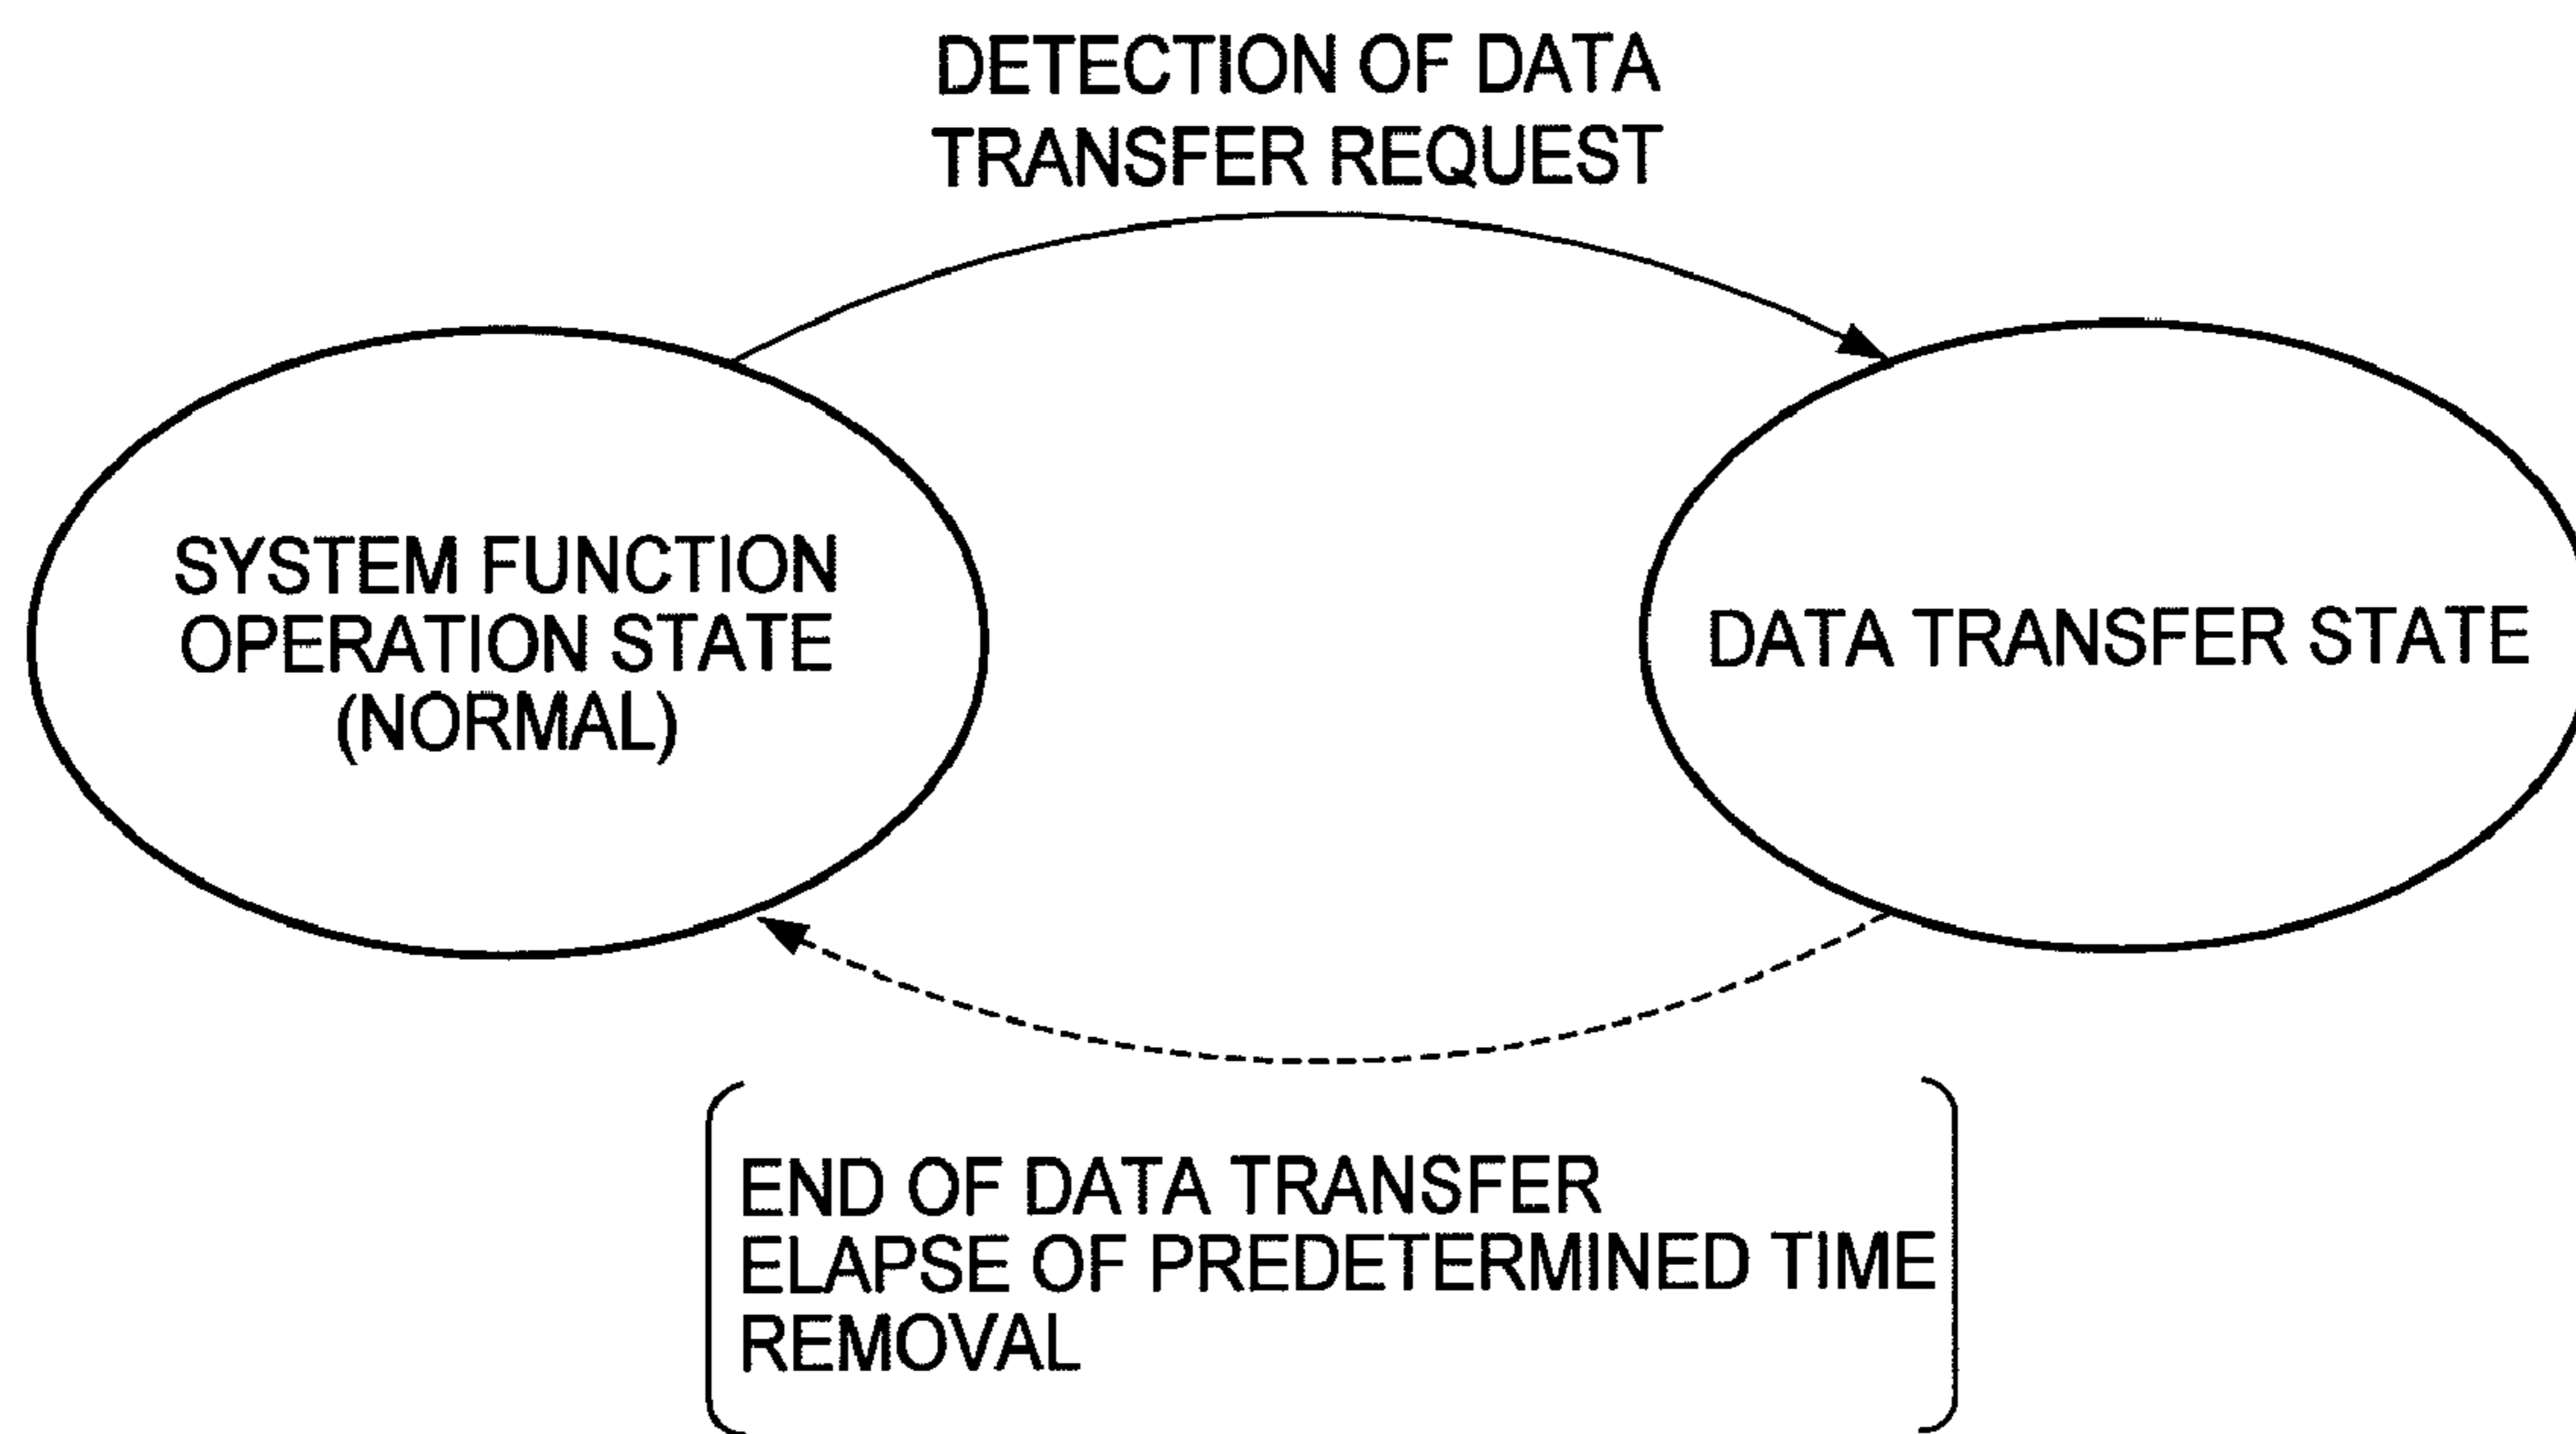 DETECTION OF DATA
TRANSFER REQUEST
SYSTEM FUNCTION
OPERATION STATE
(NORMAL)
DATA TRANSFER STATE
END OF DATA TRANSFER
ELAPSE OF PREDETERMINED TIME
REMOVAL